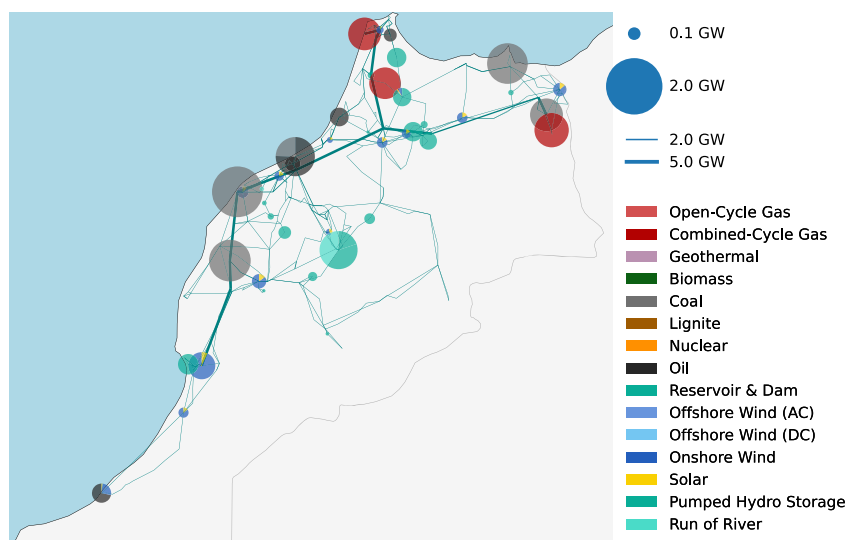 0.1 GW
2.0 GW
2.0 GW
5.0 GW
Open-Cycle Gas
Combined-Cycle Gas
Geothermal
Biomass
Coal
Lignite
Nuclear
Oil
Reservoir & Dam
Offshore Wind (AC)
Offshore Wind (DC)
Onshore Wind
Solar
Pumped Hydro Storage
Run of River